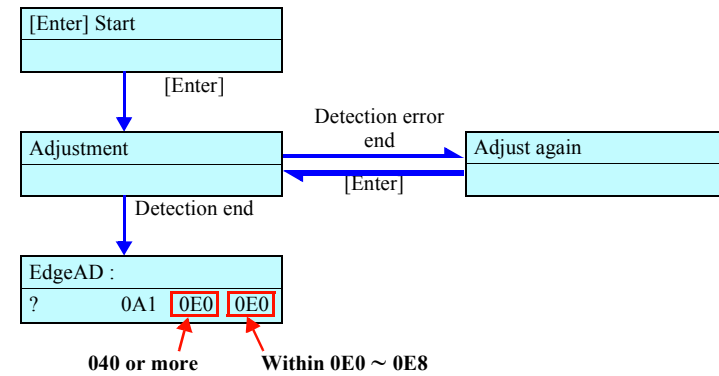 [Enter] Start
[Enter]
Detection error
end
Adjustment
Adjust again
[Enter]
Detection end
EdgeAD :
? 0A1 0E0 0E0
040 or more
Within 0E0 ～ 0E8